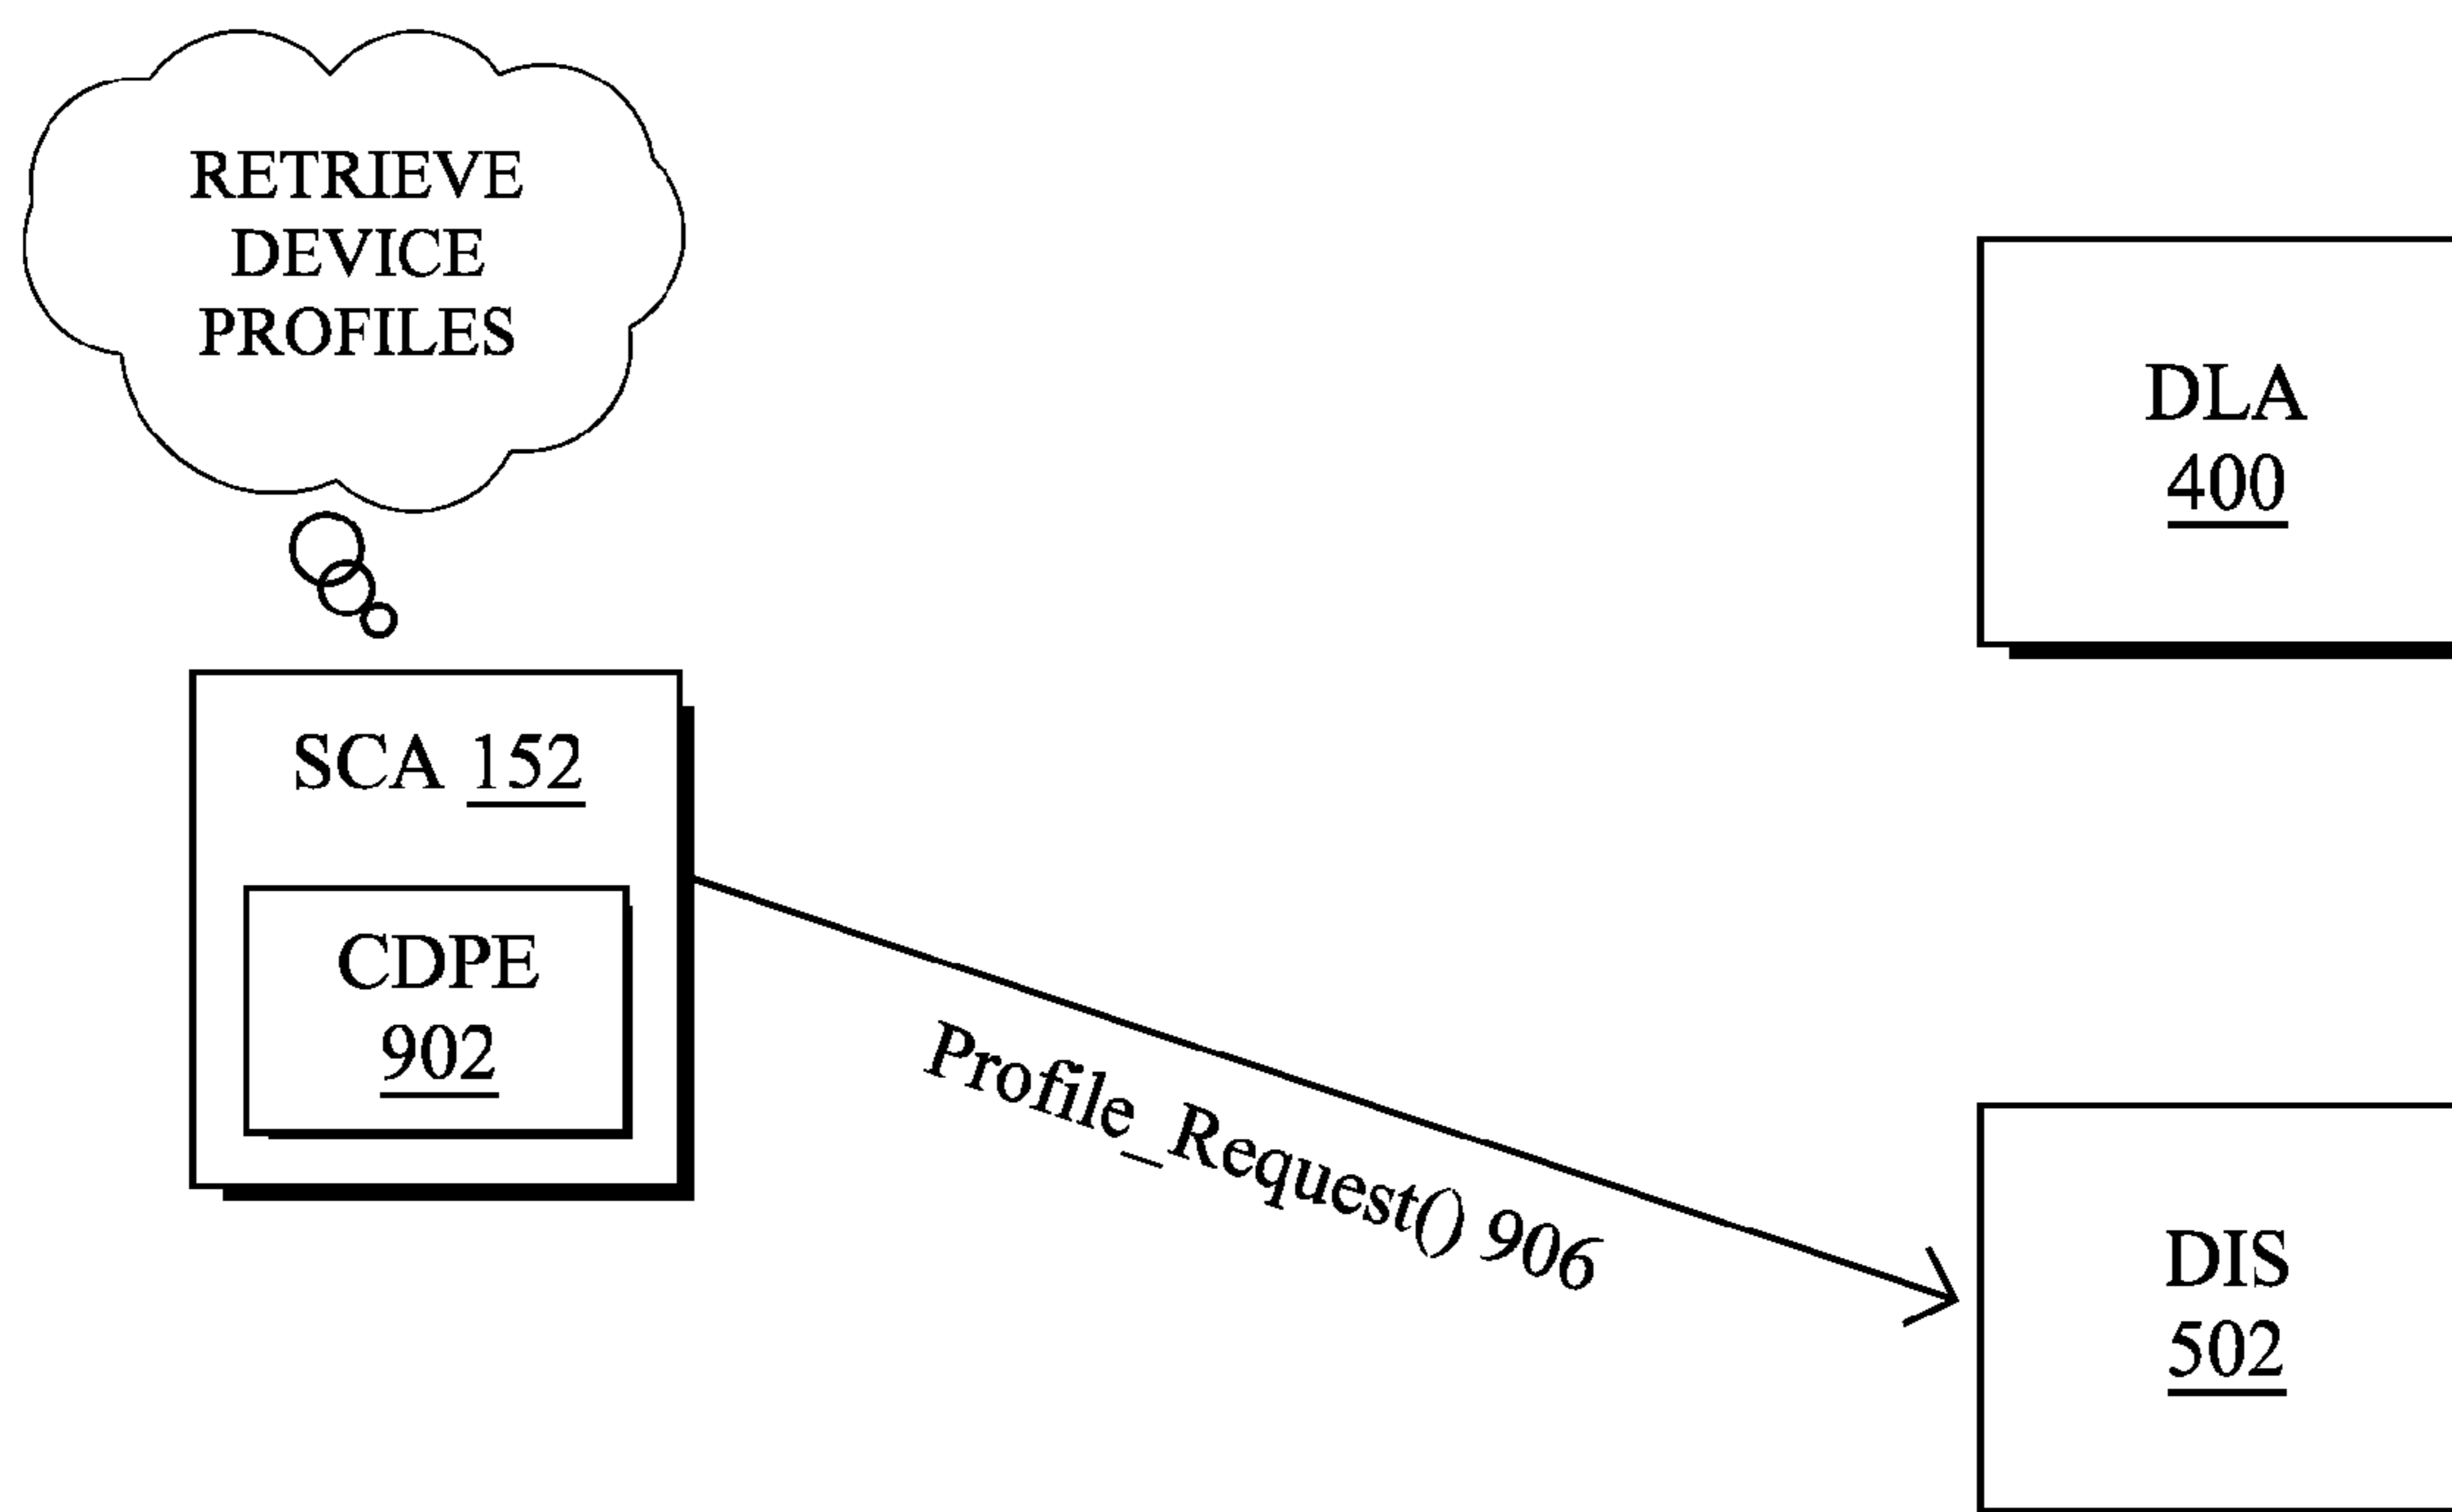 RETRIEVE
DEVICE
PROFILES
DLA
400
SCA 152
CDPE
902
Profile_Request() 906
DIS
502